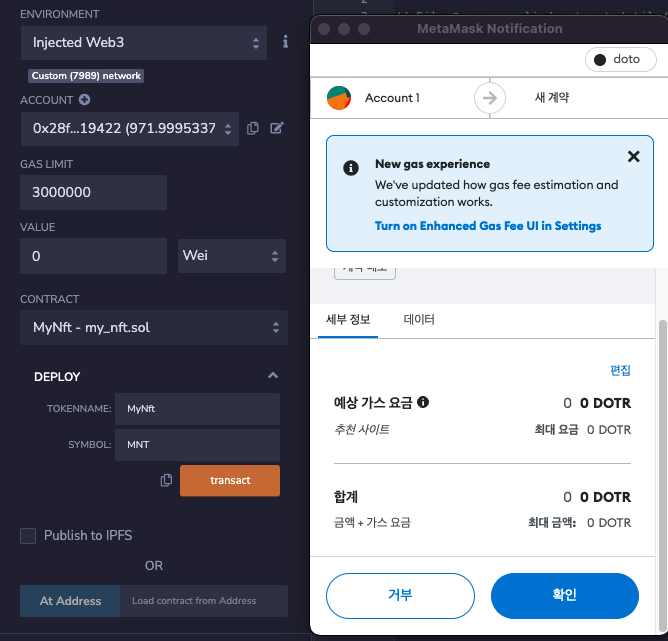 ENVIRONMENT
Injected Web3
Custom (7989) network
ACCOUNT
0x28f...19422 (971.9995337
GAS LIMIT
3000000
VALUE
0
Wei
CONTRACT
MyNft - my_nft.sol
DEPLOY
TOKENNAME:
MyNft
SYMBOL:
MNT
transact
Publish to IPFS
OR
At Address
Load contract from Address
2
MetaMask Notification
doto
Account 1
새 계약
New gas experience
We've updated how gas fee estimation and
customization works.
Turn on Enhanced Gas Fee UI in Settings
세부 정보
데이터
편집
예상 가스 요금
0 0 DOTR
추천 사이트
최대 요금 0 DOTR
합계
0 0 DOTR
금액 + 가스 요금
최대 금액: 0 DOTR
거부
확인